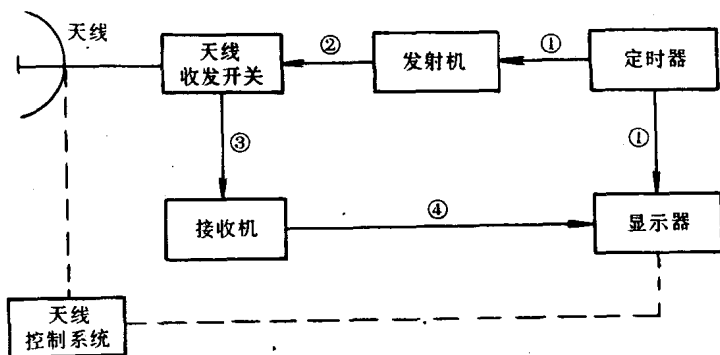 天线
天线
收发开关
②
发射机
①
定时器
③
①
接收机
④
显示器
天线
控制系统